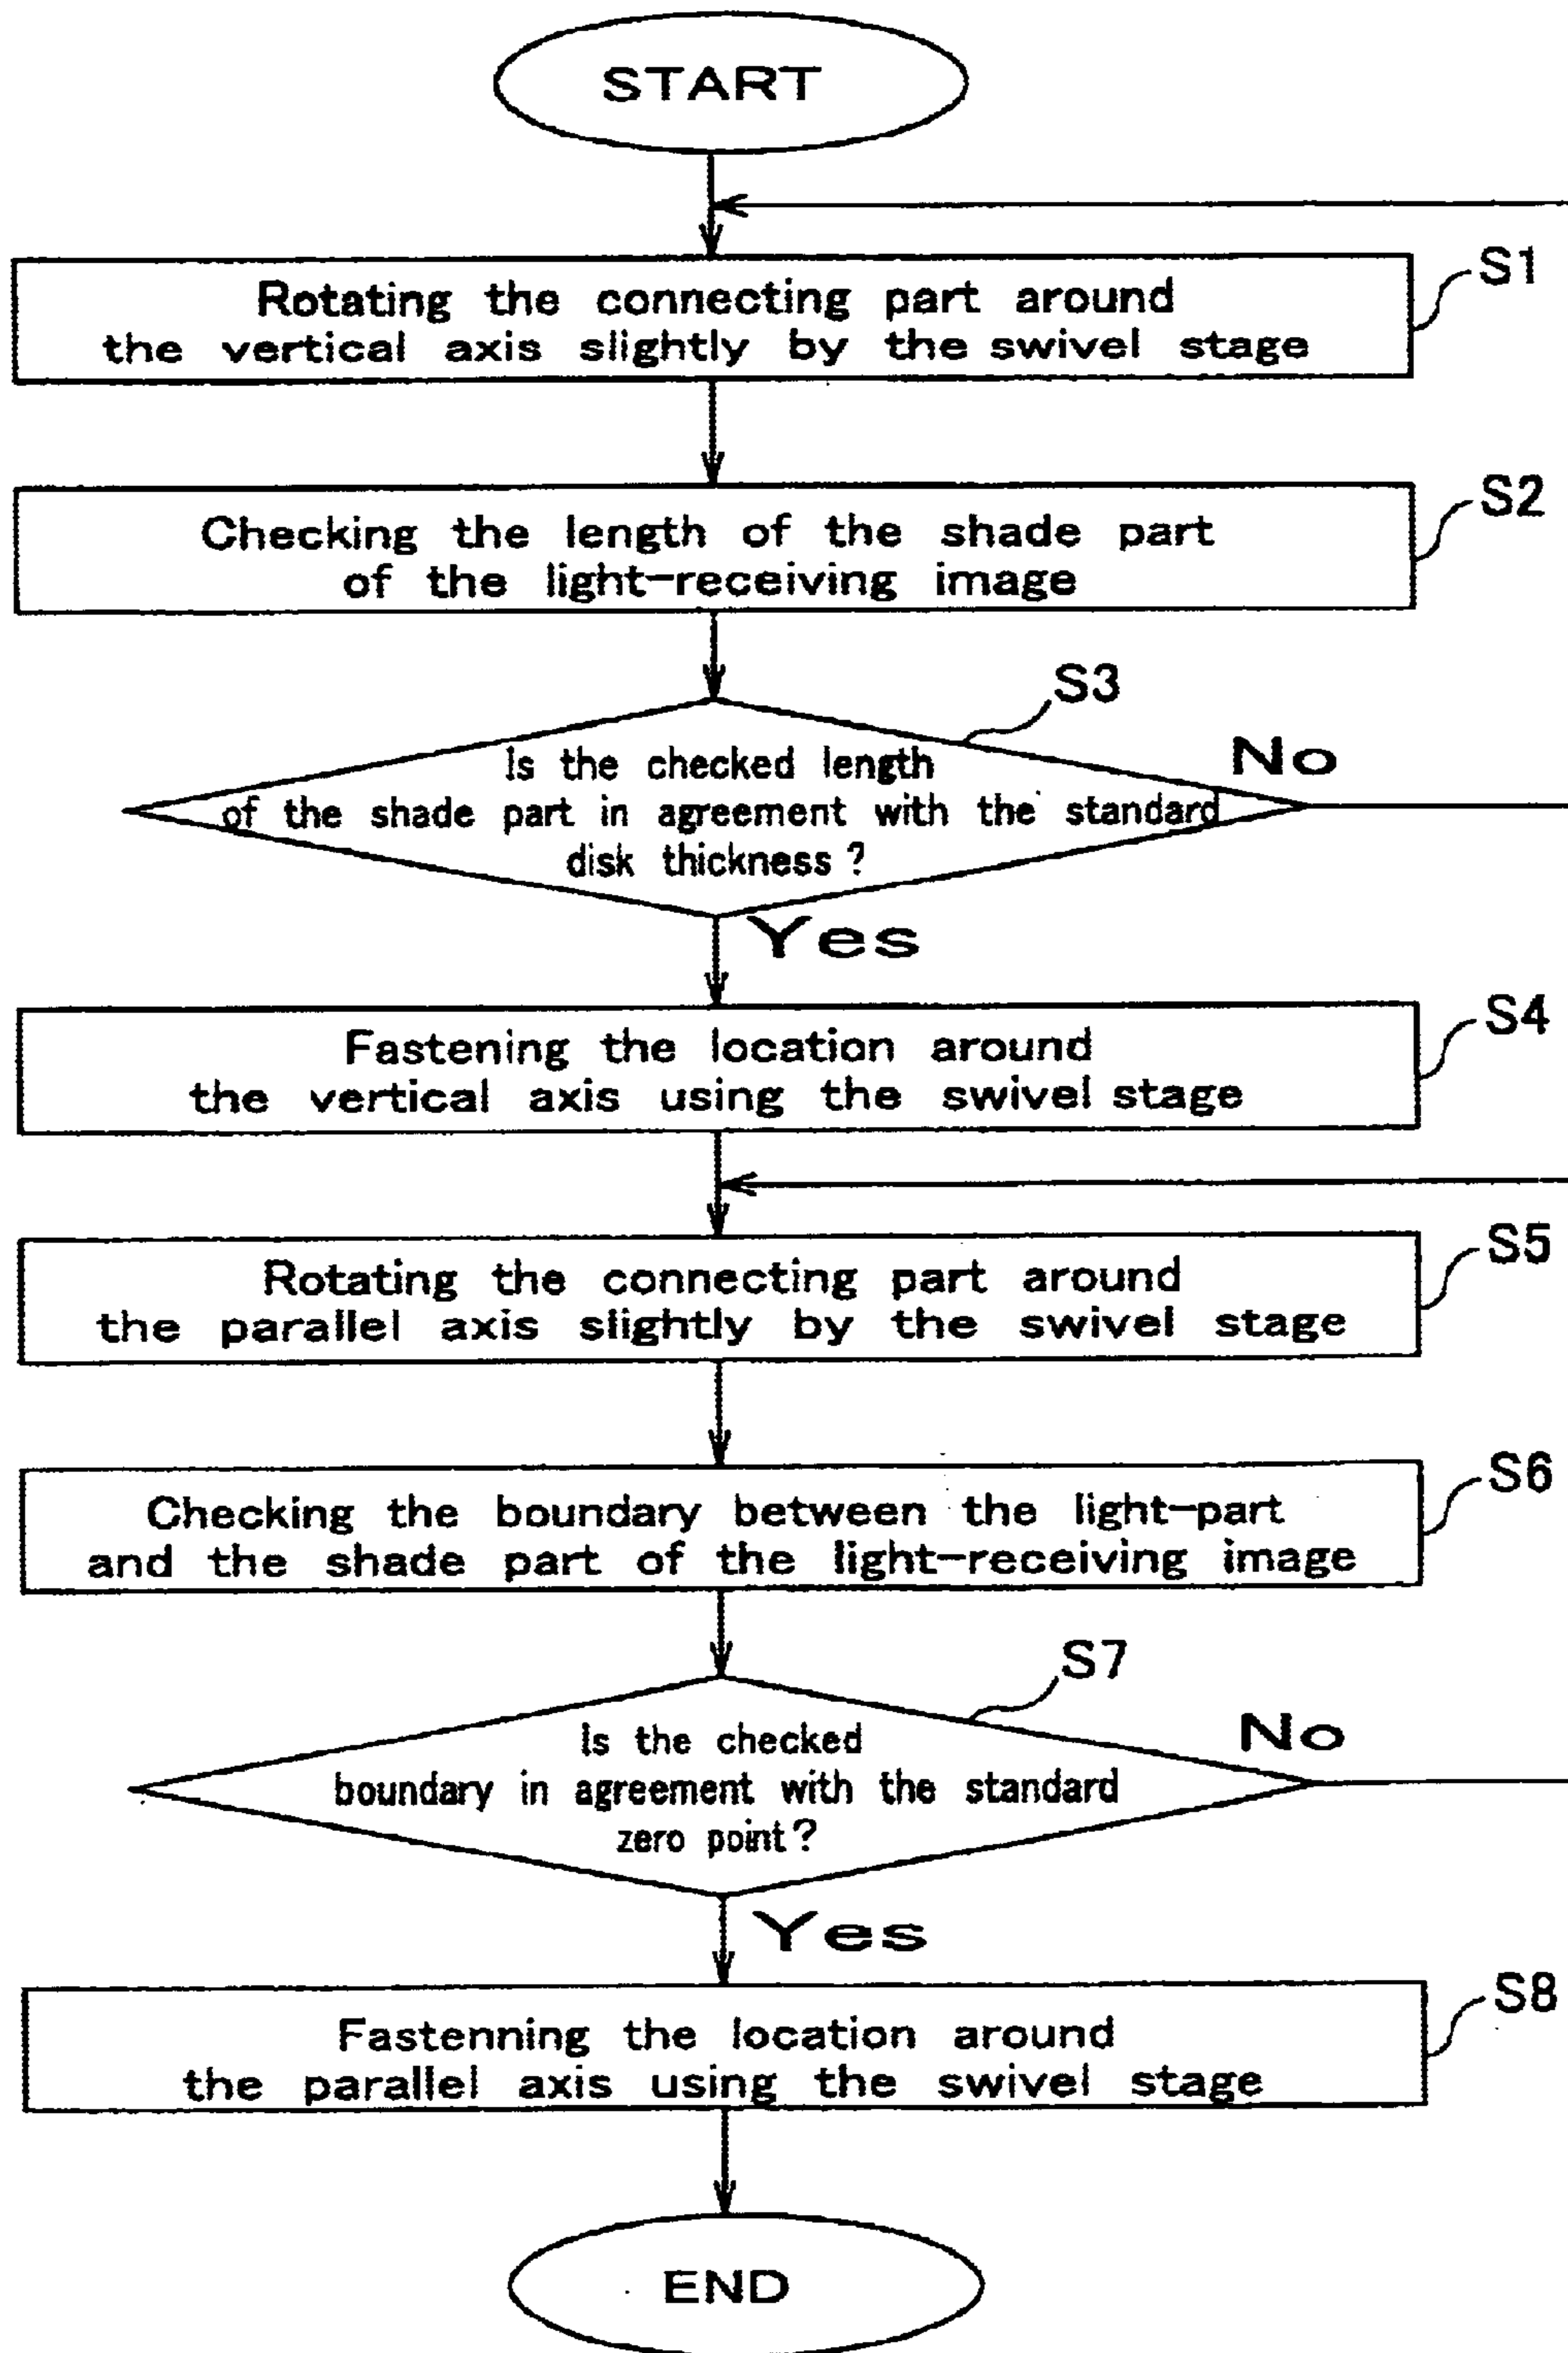 START
Rotating the connecting part around
the vertical axis slightly by the swivel stage
S1
Checking the length of the shade part
of the light-receiving image
S2
S3
Is the checked length
of the shade part in agreement with the standard
disk thickness?
No
Yes
Fastening the location around
the vertical axis using the swivel stage
S4
Rotating the connecting part around
the parallel axis slightly by the swivel stage
S5
Checking the boundary between the light-part
and the shade part of the light-receiving image
S6
S7
Is the checked
boundary in agreement with the standard
zero point?
No
Yes
Fastenning the location around
the parallel axis using the swivel stage
S8
END